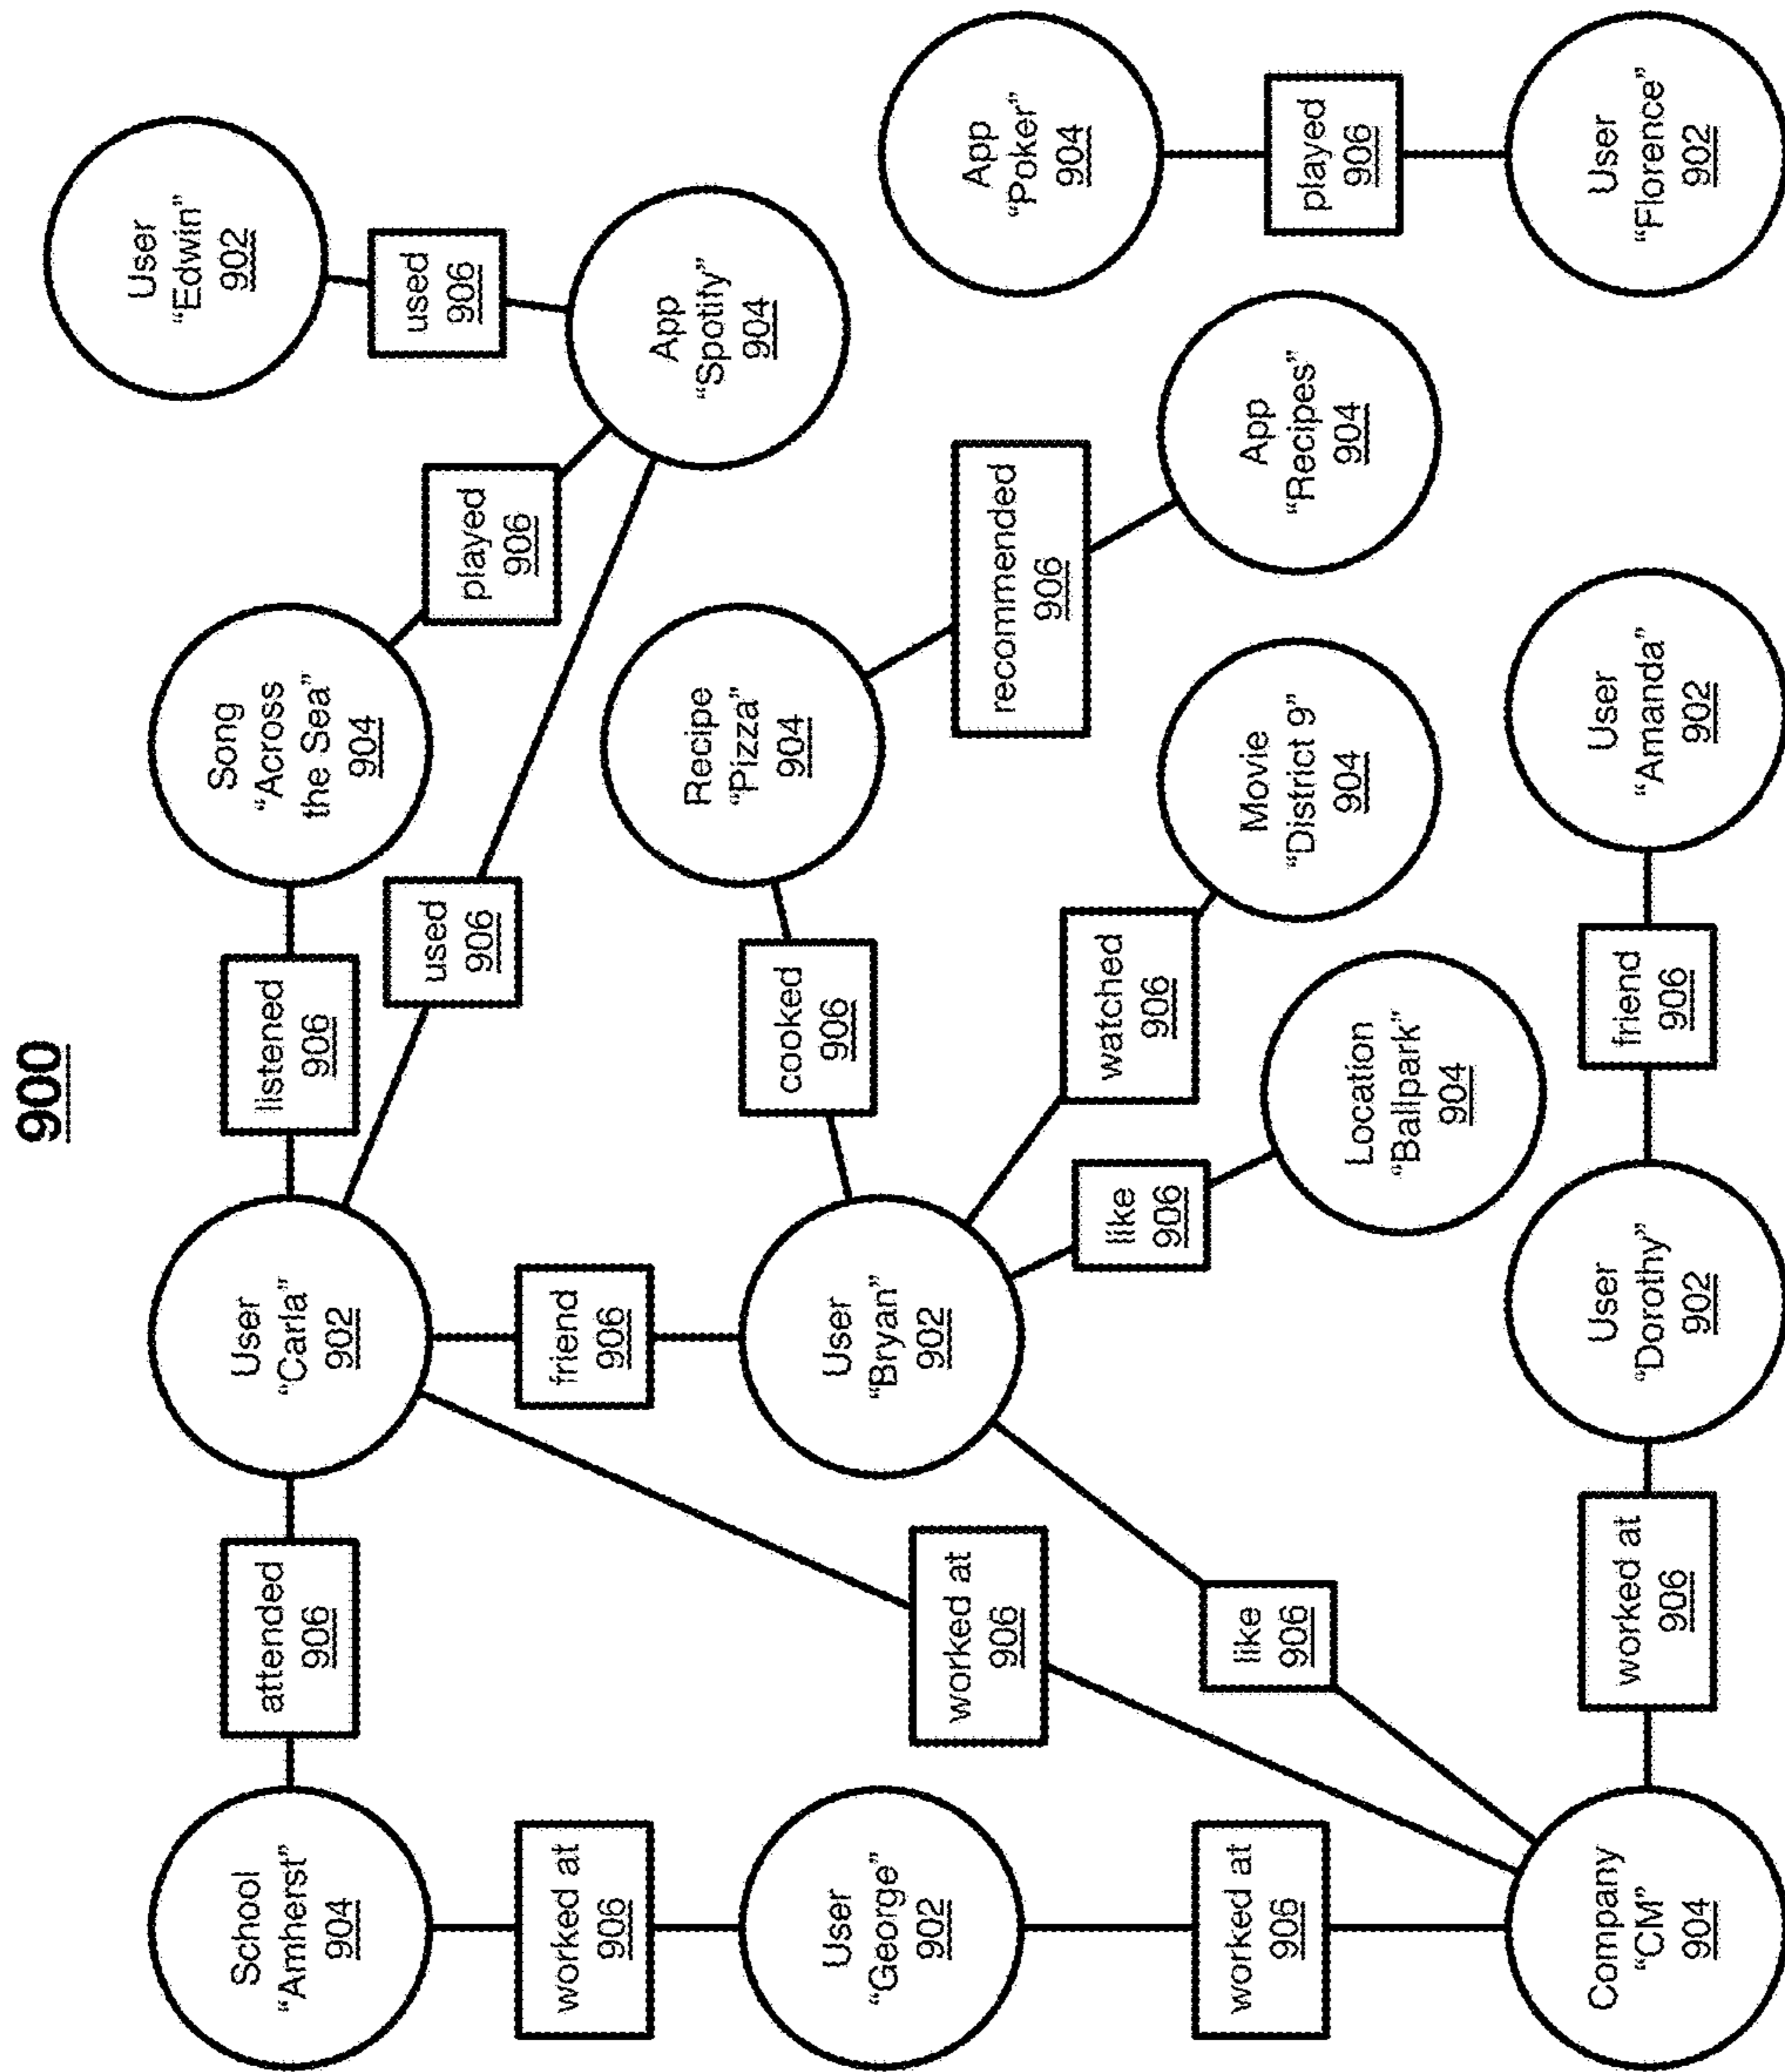 900
School
“Amherst”
904
attended
906
User
“Carla”
902
listened
906
Song
“Across
the Sea”
904
User
“Edwin”
902
used
906
played
906
used
906
worked at
906
friend
906
App
“Spotify”
904
Recipe
“Pizza”
904
cooked
906
User
“George”
902
User
“Bryan”
902
worked at
906
recommended
906
App
“Poker”
904
watched
906
like
906
worked at
906
like
906
Movie
“District 9”
904
App
“Recipes”
904
played
906
Location
“Ballpark”
904
Company
“CM”
904
worked at
906
User
“Dorothy”
902
friend
906
User
“Amanda”
902
User
“Florence”
902